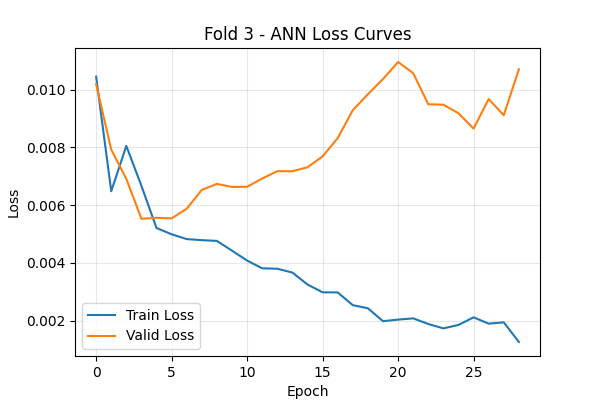 Fold 3 - ANN Loss Curves
0.010
0.008
0.006
0.004
0.002
Loss
Train Loss
Valid Loss
0 5 10 15 20 25
Epoch